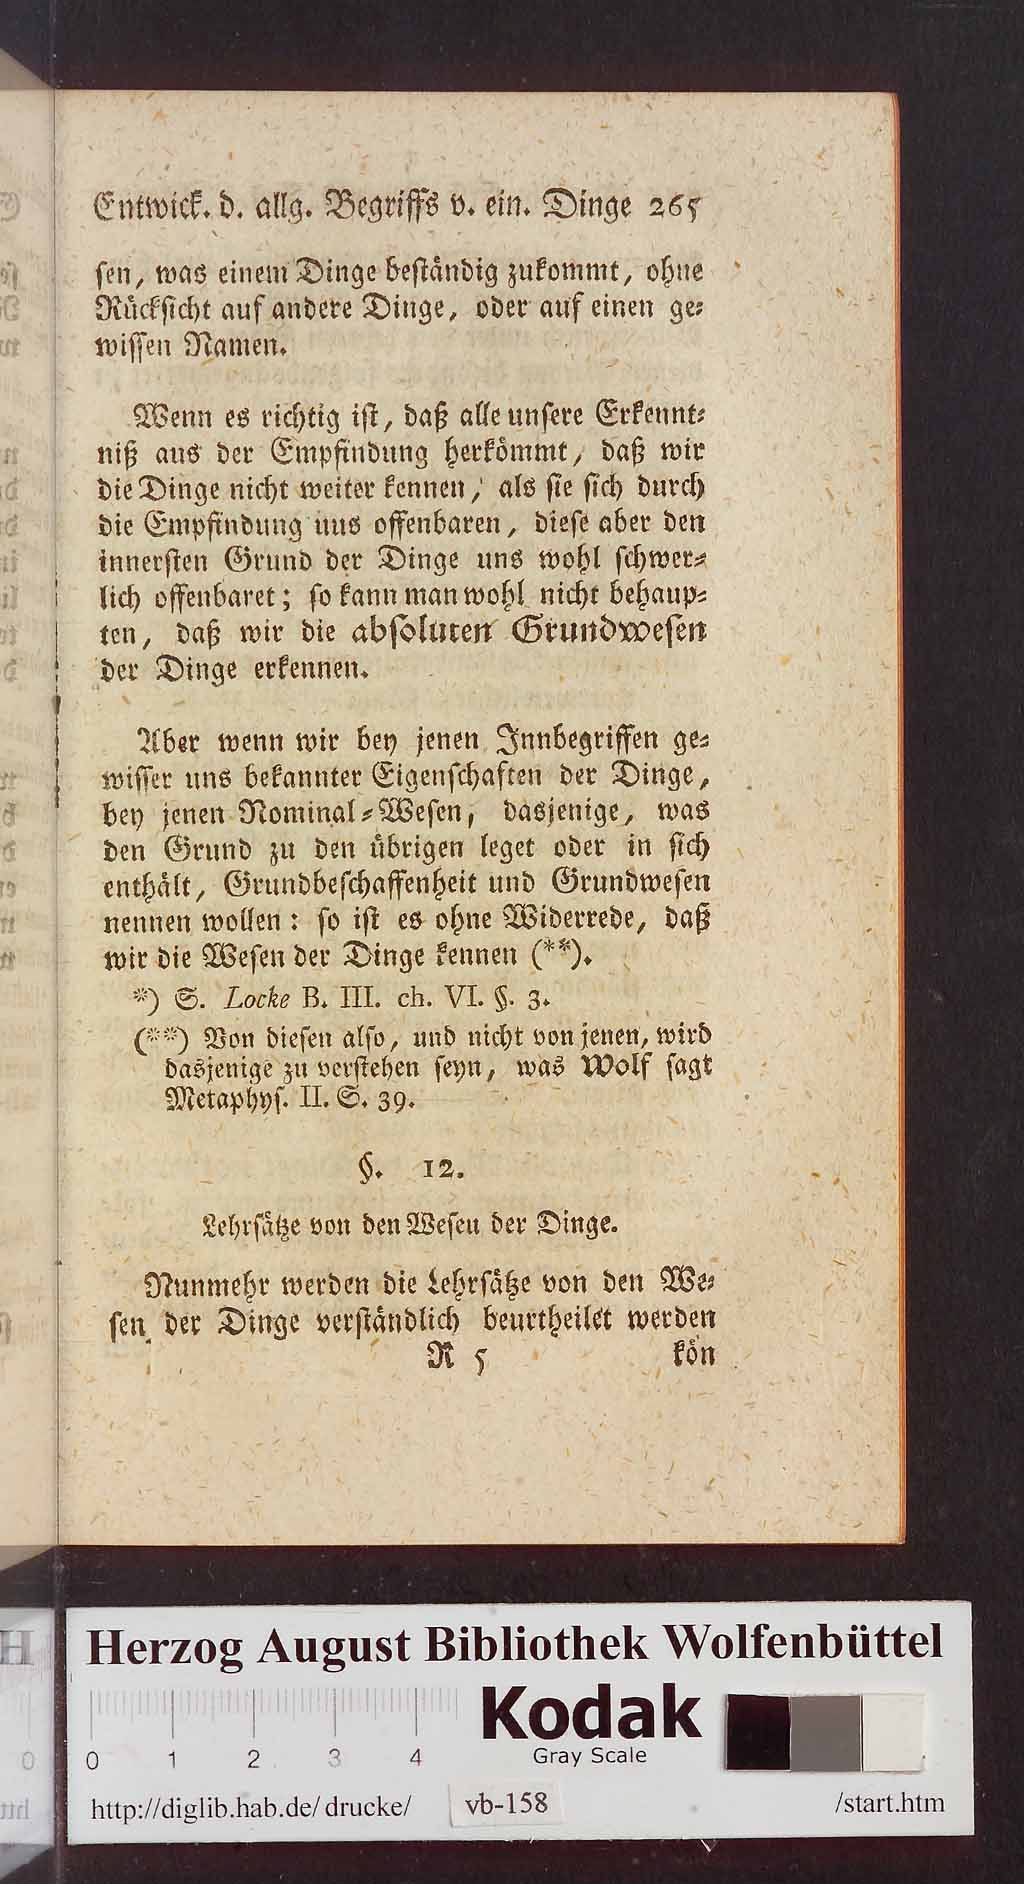 Entwick. d. allg. Begriffs v. ein. Dinge 265
sen, was einem Dinge beständig zukommt, ohne
Rücksicht auf andere Dinge, oder auf einen ge-
wissen Namen.
Wenn es richtig ist, daß alle unsere Erkennt-
niß aus der Empfindung herkömmt, daß wir
die Dinge nicht weiter kennen, als sie sich durch
die Empfindung uns offenbaren, diese aber den
innersten Grund der Dinge uns wohl schwer-
lich offenbaret; so kann man wohl nicht behaup-
ten, daß wir die absoluten Grundwesen
der Dinge erkennen.
Aber wenn wir bey jenen Innbegriffen ge-
wisser uns bekannter Eigenschaften der Dinge,
bey jenen Nominal-Wesen, dasjenige, was
den Grund zu den übrigen leget oder in sich
enthält, Grundbeschaffenheit und Grundwesen
nennen wollen: so ist es ohne Widerrede, daß
wir die Wesen der Dinge kennen (**).
*) S. Locke B. III. ch. VI. §. 3.
(**) Von diesen also, und nicht von jenen, wird
dasjenige zu verstehen seyn, was Wolf sagt
Metaphys. II. S. 39.
§. 12.
Lehrsätze von den Wesen der Dinge.
Nunmehr werden die Lehrsätze von den We-
sen der Dinge verständlich beurtheilet werden
R 5 kön
Herzog August Bibliothek Wolfenbüttel
Kodak
Gray Scale
0 1 2 3 4
http://diglib.hab.de/drucke/ vb-158 /start.htm